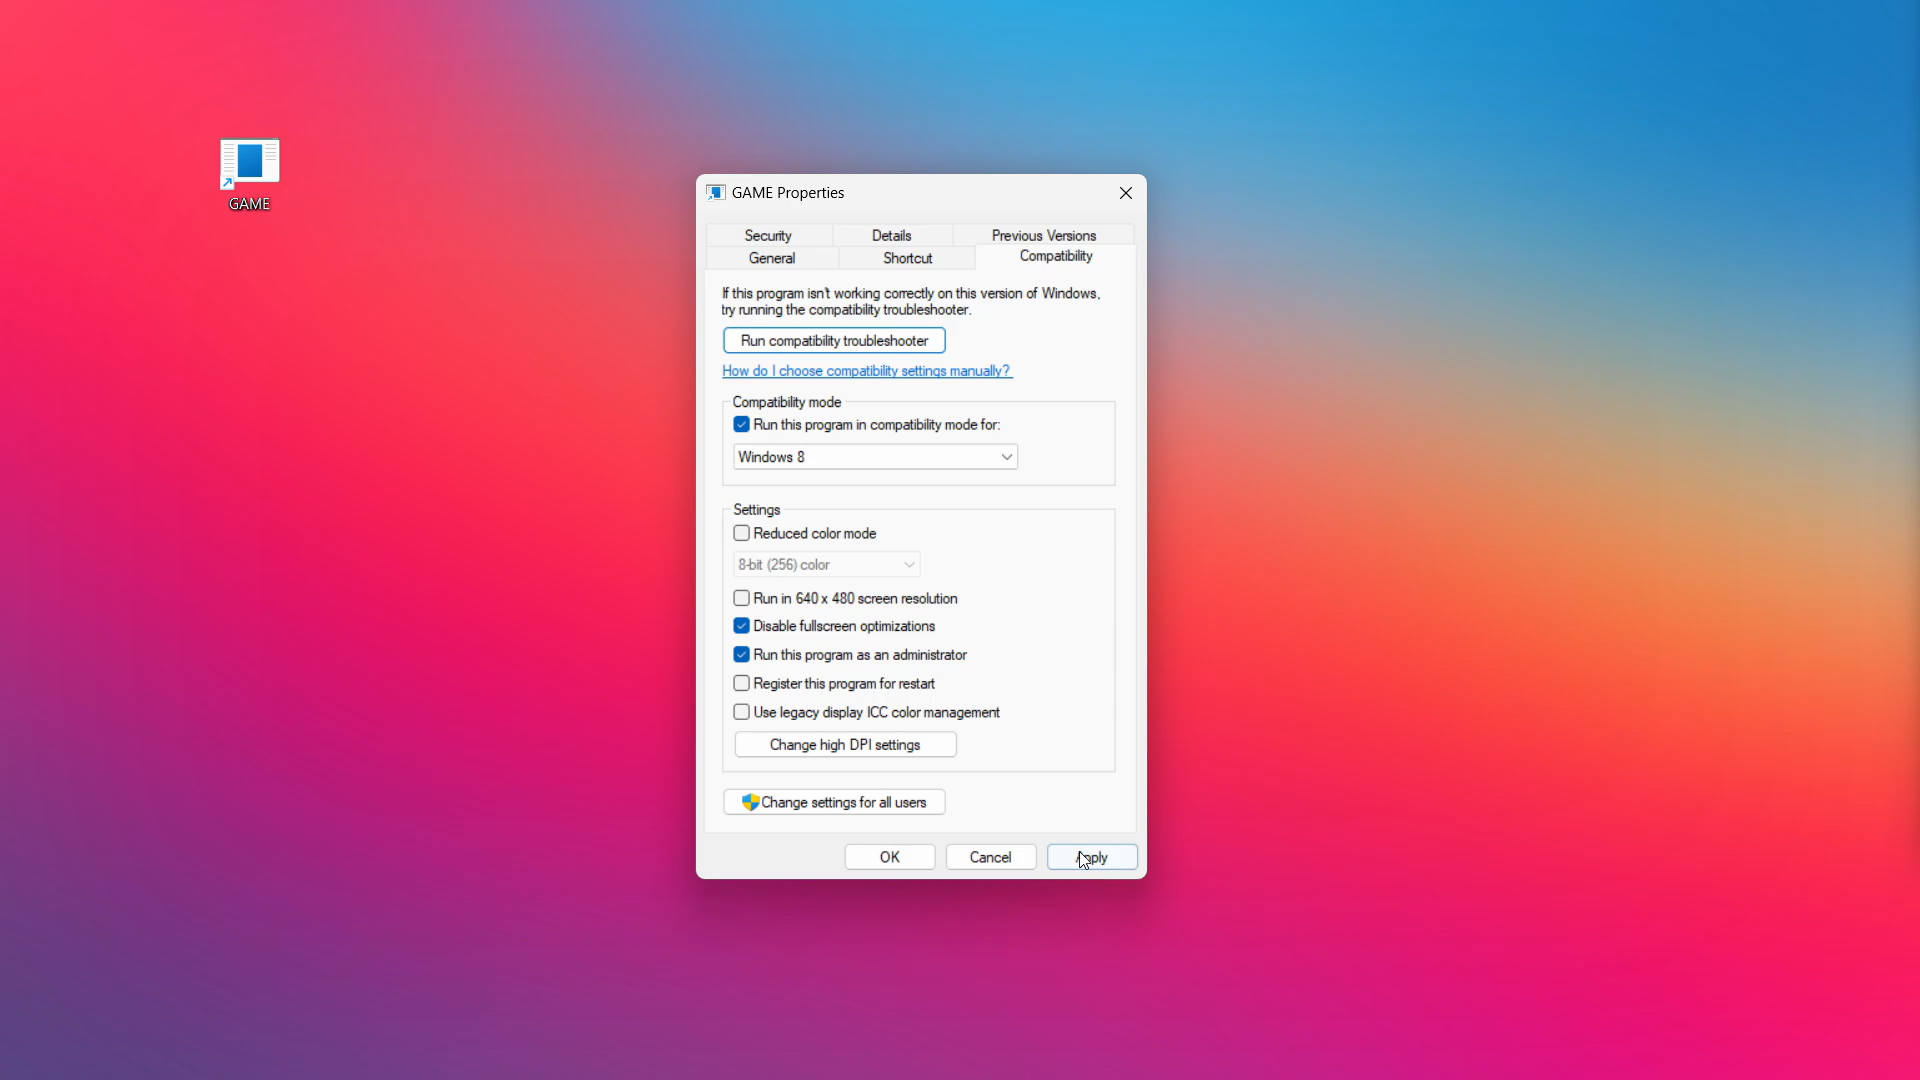 GAME
GAME Properties
Security Details Previous Versions
General Shortcut Compatibility
If this program isn't working correctly on this version of Windows,
try running the compatibility troubleshooter.
Run compatibility troubleshooter
How do I choose compatibility settings manually?
Compatibility mode
Run this program in compatibility mode for:
Windows 8
Settings
Reduced color mode
8-bit (256) color
Run in 640 x 480 screen resolution
Disable fullscreen optimizations
Run this program as an administrator
Register this program for restart
Use legacy display ICC color management
Change high DPI settings
Change settings for all users
OK Cancel Apply